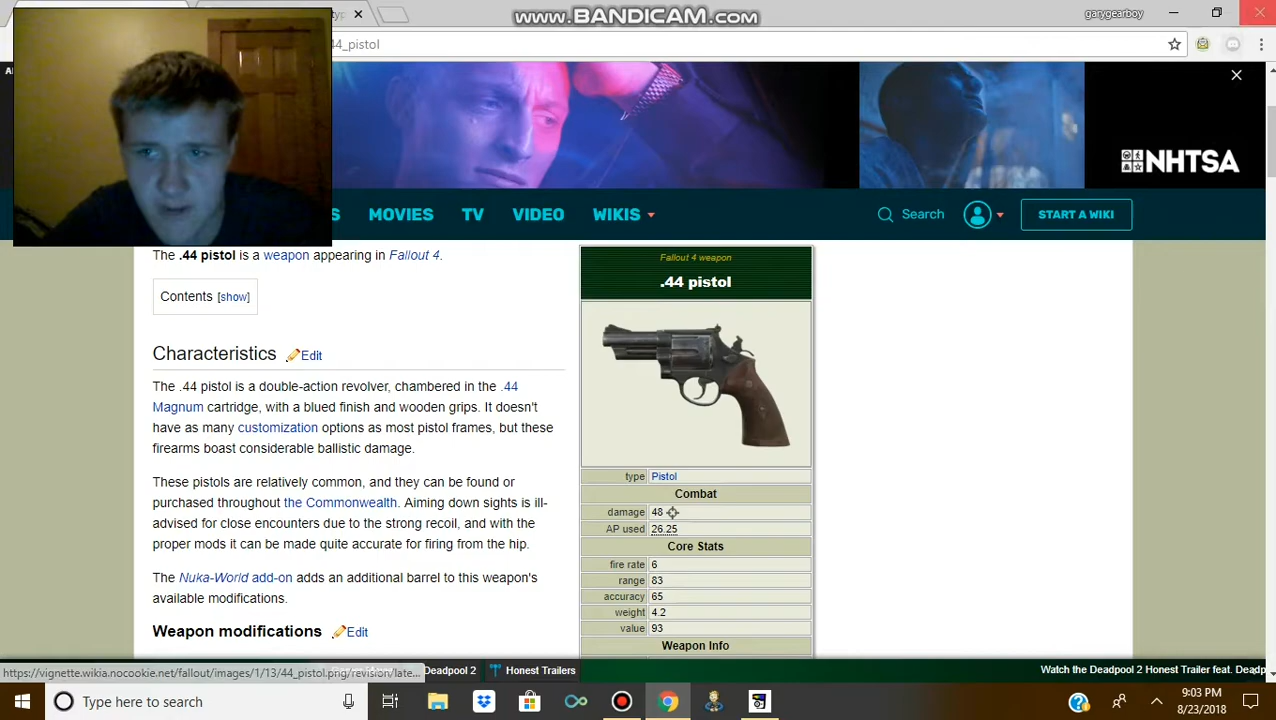 www.BANDICAM.com
garygearboy
.44_pistol
NHTSA
MOVIES TV VIDEO WIKIS Search START A WIKI
The .44 pistol is a weapon appearing in Fallout 4.
Contents [show]
Characteristics Edit
The .44 pistol is a double-action revolver, chambered in the .44
Magnum cartridge, with a blued finish and wooden grips. It doesn't
have as many customization options as most pistol frames, but these
firearms boast considerable ballistic damage.
These pistols are relatively common, and they can be found or
purchased throughout the Commonwealth. Aiming down sights is ill-
advised for close encounters due to the strong recoil, and with the
proper mods it can be made quite accurate for firing from the hip.
The Nuka-World add-on adds an additional barrel to this weapon's
available modifications.
Weapon modifications Edit
Fallout 4 weapon
.44 pistol
type Pistol
Combat
damage 48
AP used 26.25
Core Stats
fire rate 6
range 83
accuracy 65
weight 4.2
value 93
Weapon Info
https://vignette.wikia.nocookie.net/fallout/images/1/13/44_pistol.png/revision/late...
Deadpool 2 Honest Trailers Watch the Deadpool 2 Honest Trailer feat. Deadp
Type here to search
3:03 PM
8/23/2018